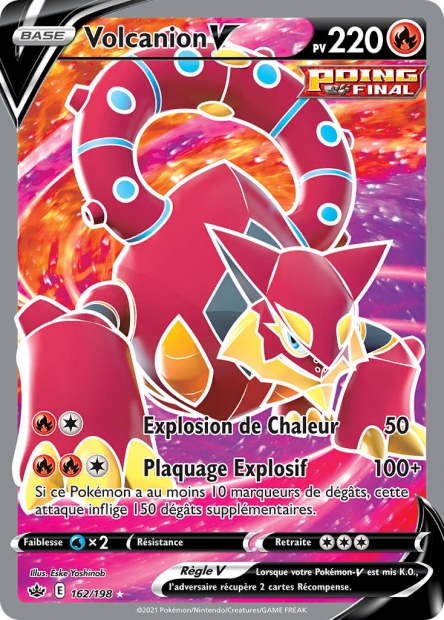 BASE Volcanion V PV 220
POING FINAL
Explosion de Chaleur 50
Plaquage Explosif 100+
Si ce Pokémon a au moins 10 marqueurs de dégâts, cette
attaque inflige 150 dégâts supplémentaires.
Faiblesse ×2 Résistance Retraite
Illus. Eske Yoshinob
Règle V Lorsque votre Pokémon-V est mis K.O.,
l'adversaire récupère 2 cartes Récompense.
E 162/198
©2021 Pokémon/Nintendo/Creatures/GAME FREAK